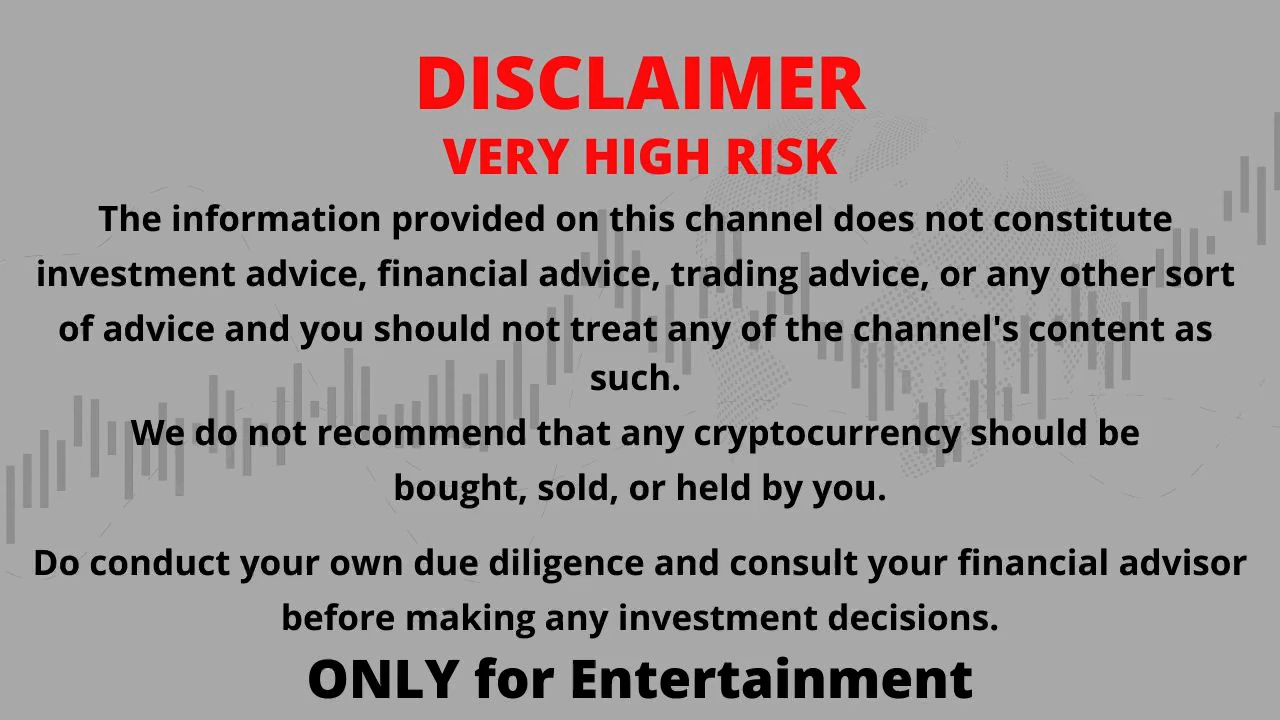 DISCLAIMER
VERY HIGH RISK
The information provided on this channel does not constitute
investment advice, financial advice, trading advice, or any other sort
of advice and you should not treat any of the channel's content as
such.
We do not recommend that any cryptocurrency should be
bought, sold, or held by you.
Do conduct your own due diligence and consult your financial advisor
before making any investment decisions.
ONLY for Entertainment